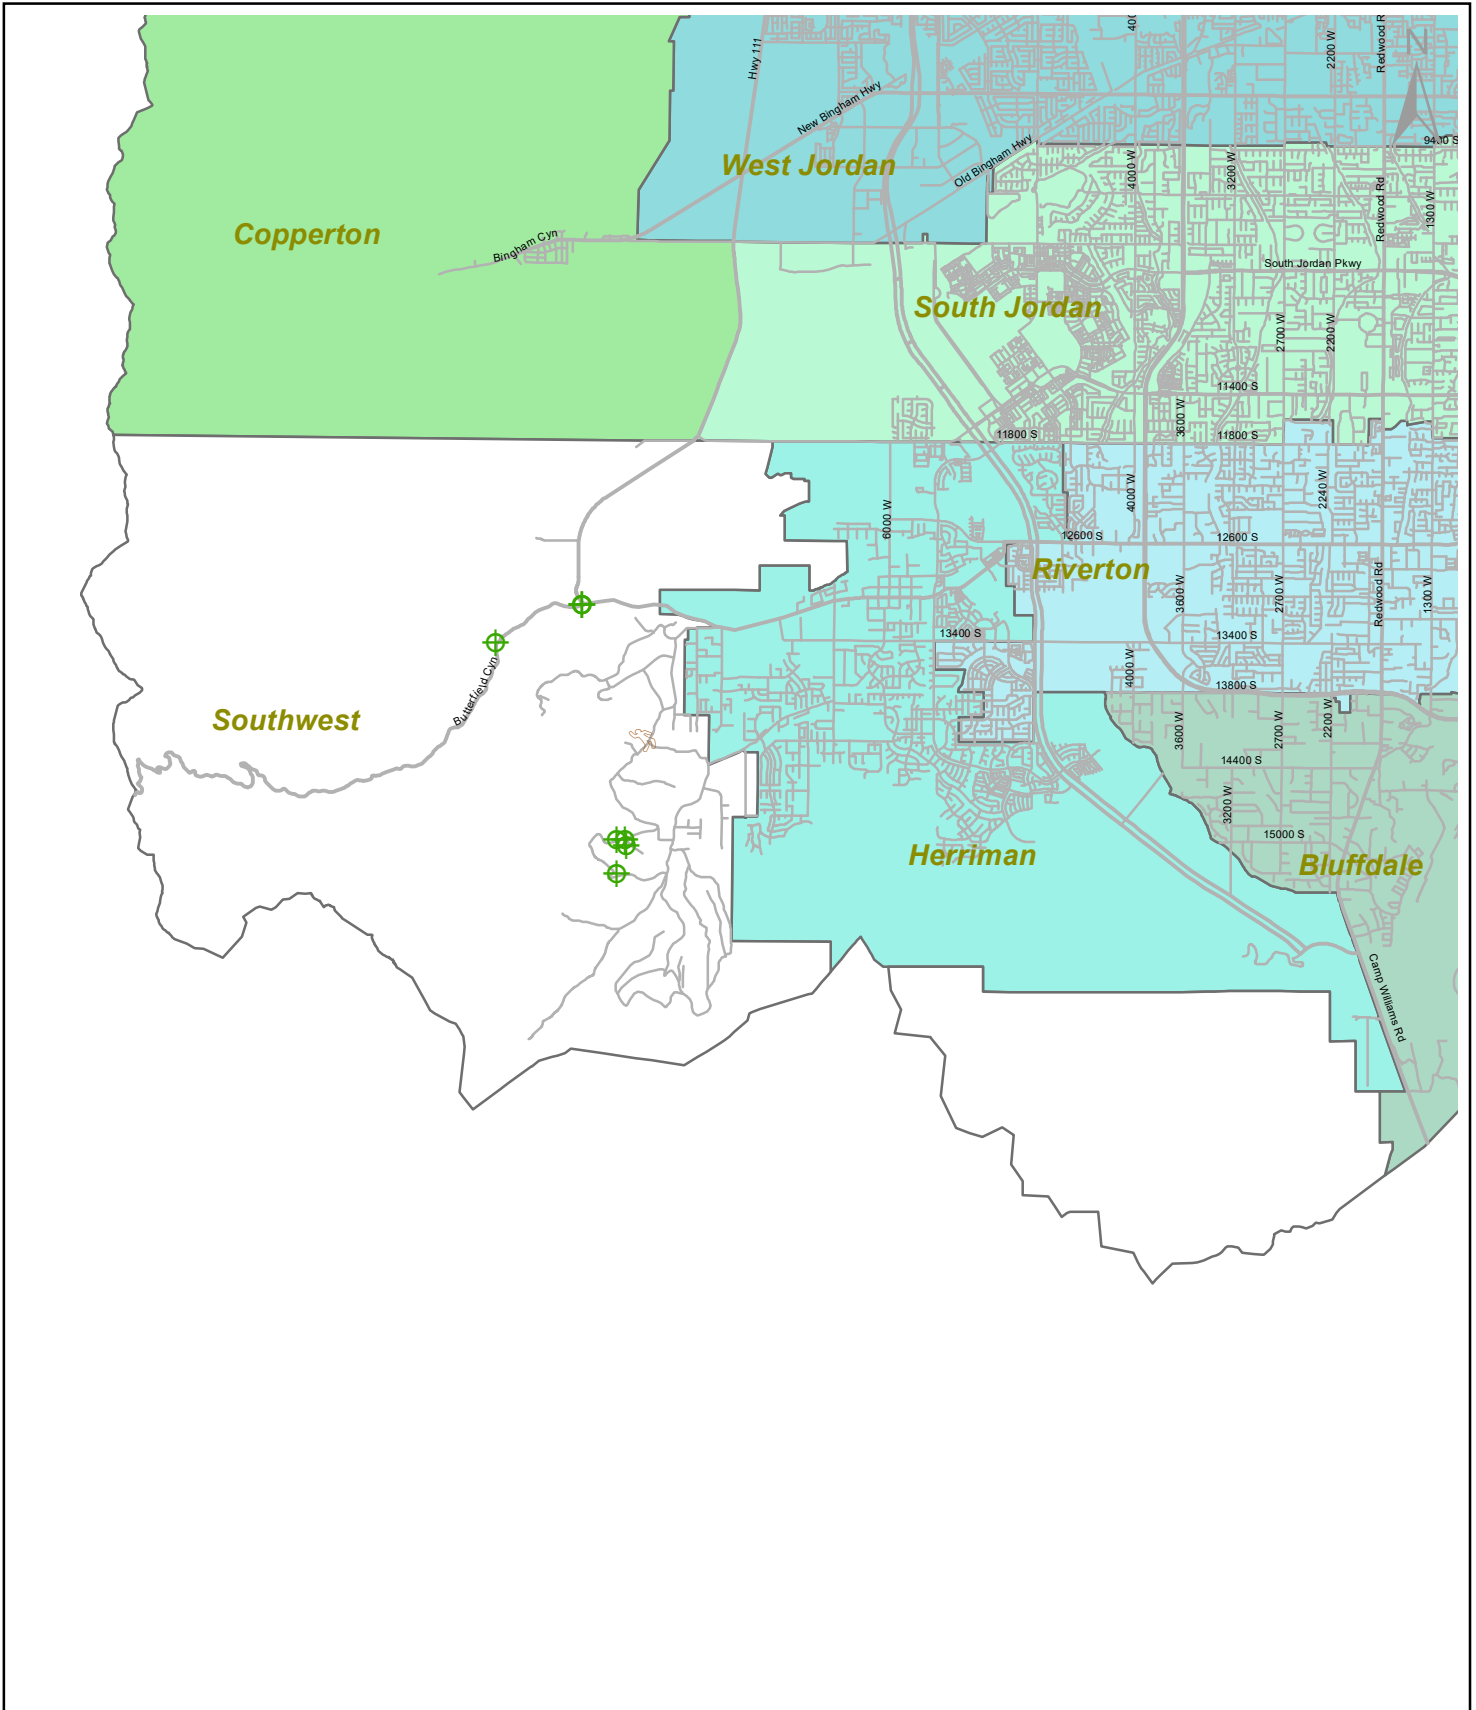 400
Hwy 111
2200 W
Redwood R
N
New Bingham Hwy
9400 S
West Jordan
Old Bingham Hwy
4000 W
3200 W
Redwood Rd
1300 W
Copperton
Bingham Cyn
South Jordan Pkwy
South Jordan
2700 W
2200 W
11400 S
3600 W
11800 S
11800 S
4000 W
2240 W
6000 W
12600 S
12600 S
Riverton
3600 W
2700 W
Redwood Rd
1300 W
13400 S
13400 S
4000 W
13800 S
Butterfield Cyn
Southwest
3600 W
2700 W
2200 W
14400 S
3200 W
15000 S
Herriman
Bluffdale
Camp Williams Rd